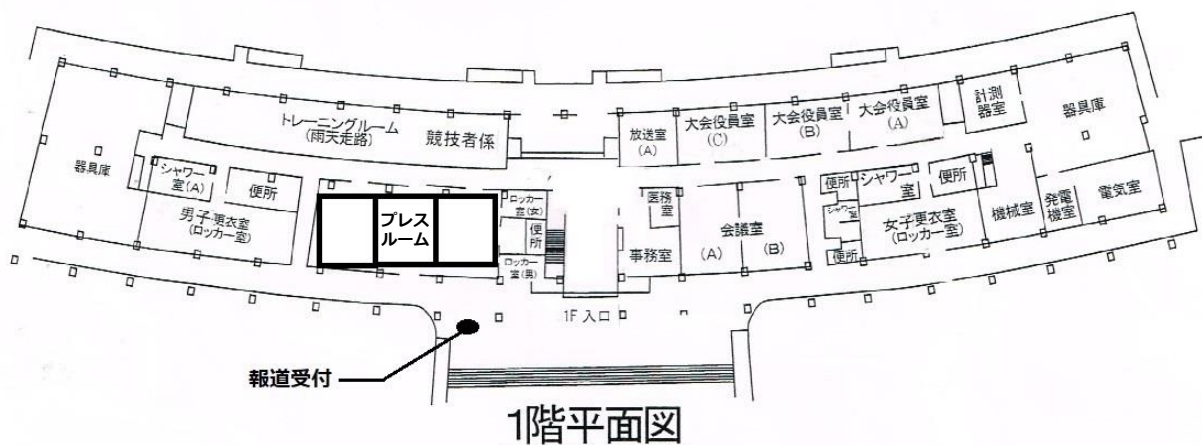 トレーニングルーム
(雨天走路)
競技者係
放送室
(A)
大会役員室
(C)
大会役員室
(B)
大会役員室
(A)
計測
器室
器具庫
器具庫
シャワー
室(A)
便所
男子更衣室
(ロッカー室)
プレス
ルーム
ロッカー
室(女)
便
所
ロッカー
室(男)
医務
室
事務室
会議室
(A)
(B)
便所
シャワー
室
便所
シャワー
室
便所
女子更衣室
(ロッカー室)
機械室
発電
機室
電気室
1F 入口
報道受付
1階平面図